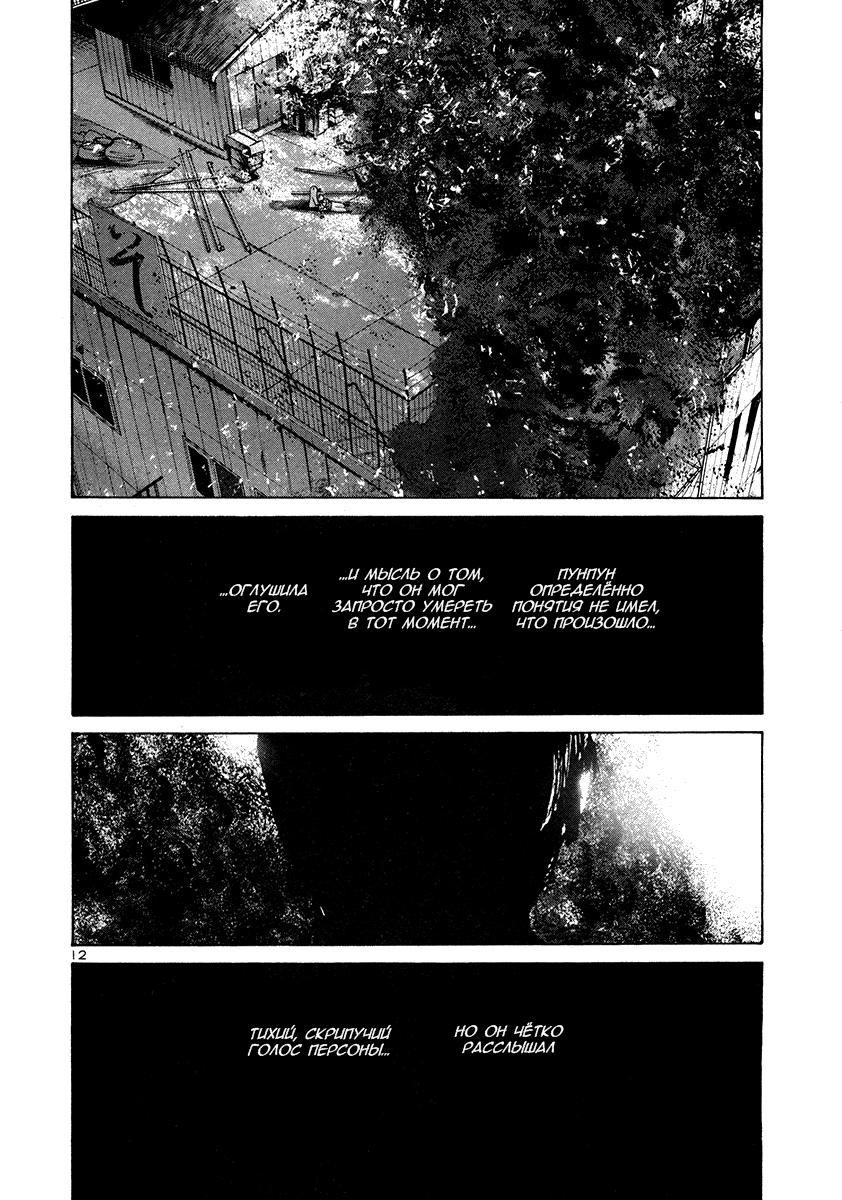 ПУНПУН
ОПРЕДЕЛЁННО
ПОНЯТИЯ НЕ ИМЕЛ,
ЧТО ПРОИЗОШЛО...
...И МЫСЛЬ О ТОМ,
ЧТО ОН МОГ
ЗАПРОСТО УМЕРЕТЬ
В ТОТ МОМЕНТ...
...ОГЛУШИЛА
ЕГО.
12
НО ОН ЧЁТКО
РАССЛЫШАЛ
ТИХИЙ, СКРИПУЧИЙ
ГОЛОС ПЕРСОНЫ...